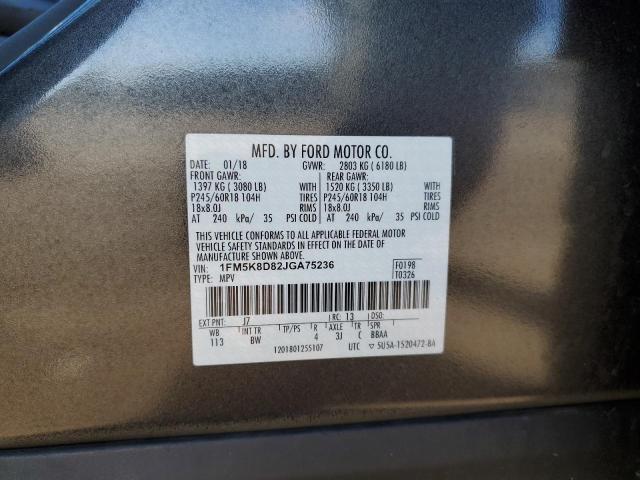 MFD. BY FORD MOTOR CO.
DATE: 01/18 GVWR: 2803 KG ( 6180 LB)
FRONT GAWR: REAR GAWR:
1397 KG ( 3080 LB) WITH 1520 KG ( 3350 LB) WITH
P245/60R18 104H TIRES P245/60R18 104H TIRES
18x8.0J RIMS 18x8.0J RIMS
AT 240 kPa/ 35 PSI COLD AT 240 kPa/ 35 PSI COLD
THIS VEHICLE CONFORMS TO ALL APPLICABLE FEDERAL MOTOR
VEHICLE SAFETY STANDARDS IN EFFECT ON THE DATE OF
MANUFACTURE SHOWN ABOVE.
VIN: 1FM5K8D82JGA75236 F0198
TYPE: MPV T0326
EXT PNT: J7 RC: 13 DSO:
WB INT TR TP/PS R AXLE TR SPR
113 BW 4 3J C BBAA
1201801255107 UTC ▽ 5U5A-1520472-BA